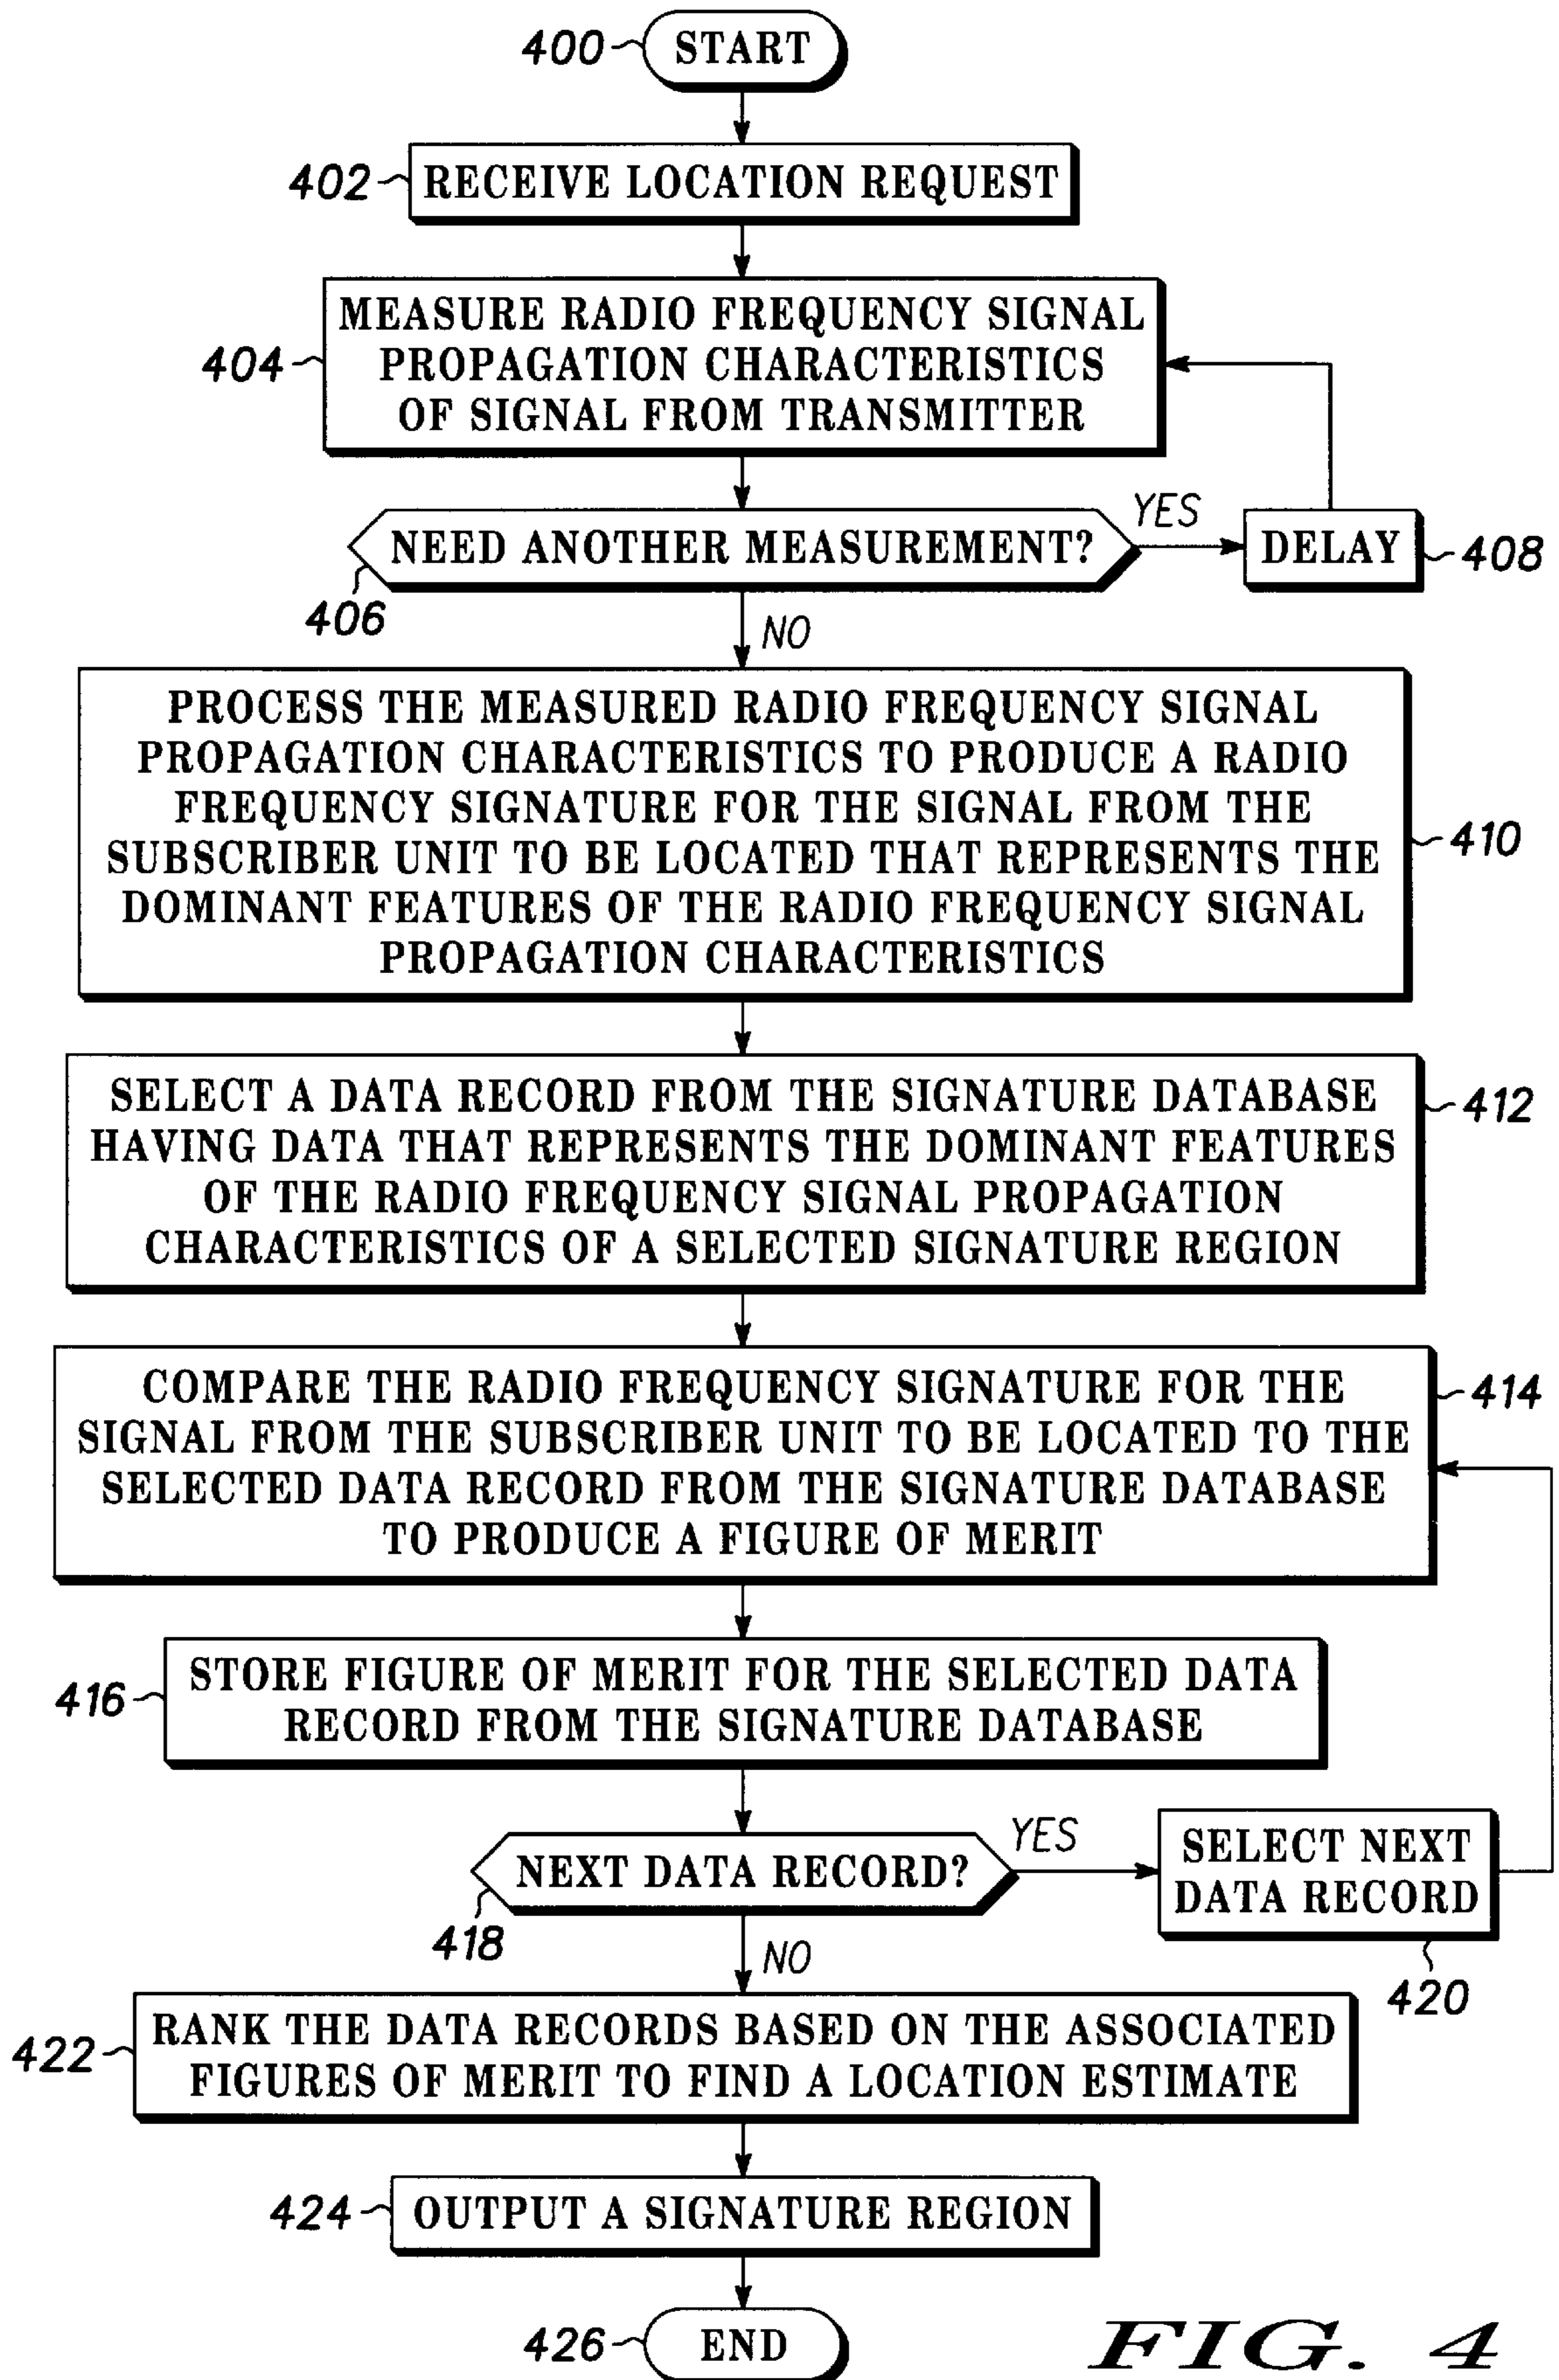 400
START
402
RECEIVE LOCATION REQUEST
404
MEASURE RADIO FREQUENCY SIGNAL
PROPAGATION CHARACTERISTICS
OF SIGNAL FROM TRANSMITTER
NEED ANOTHER MEASUREMENT?
406
YES
DELAY
408
NO
PROCESS THE MEASURED RADIO FREQUENCY SIGNAL
PROPAGATION CHARACTERISTICS TO PRODUCE A RADIO
FREQUENCY SIGNATURE FOR THE SIGNAL FROM THE
SUBSCRIBER UNIT TO BE LOCATED THAT REPRESENTS THE
DOMINANT FEATURES OF THE RADIO FREQUENCY SIGNAL
PROPAGATION CHARACTERISTICS
410
SELECT A DATA RECORD FROM THE SIGNATURE DATABASE
HAVING DATA THAT REPRESENTS THE DOMINANT FEATURES
OF THE RADIO FREQUENCY SIGNAL PROPAGATION
CHARACTERISTICS OF A SELECTED SIGNATURE REGION
412
COMPARE THE RADIO FREQUENCY SIGNATURE FOR THE
SIGNAL FROM THE SUBSCRIBER UNIT TO BE LOCATED TO THE
SELECTED DATA RECORD FROM THE SIGNATURE DATABASE
TO PRODUCE A FIGURE OF MERIT
414
416
STORE FIGURE OF MERIT FOR THE SELECTED DATA
RECORD FROM THE SIGNATURE DATABASE
NEXT DATA RECORD?
418
YES
SELECT NEXT
DATA RECORD
420
NO
422
RANK THE DATA RECORDS BASED ON THE ASSOCIATED
FIGURES OF MERIT TO FIND A LOCATION ESTIMATE
424
OUTPUT A SIGNATURE REGION
426
END
FIG. 4